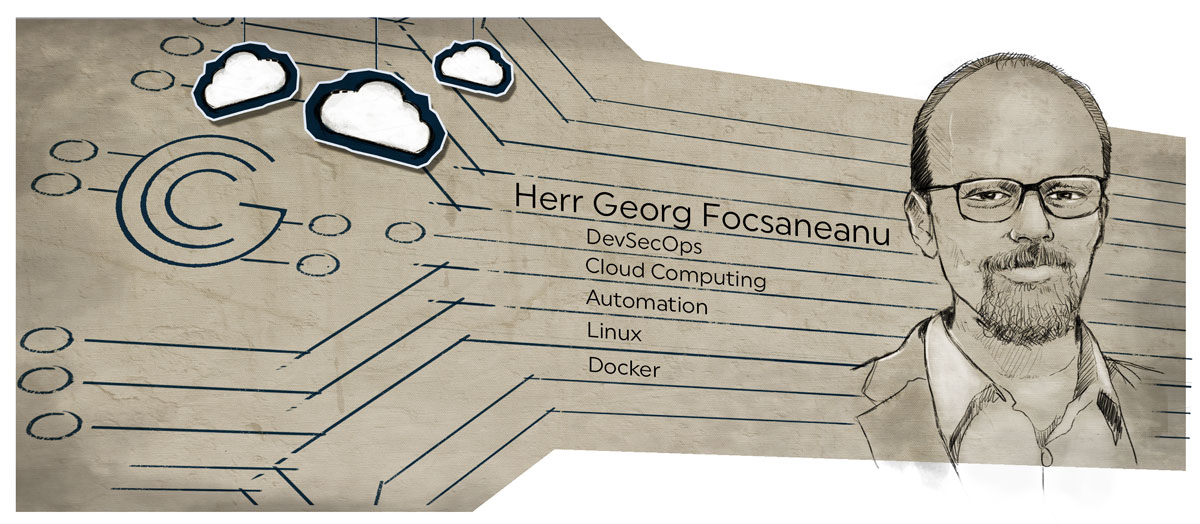 Herr Georg Focsaneanu
DevSecOps
Cloud Computing
Automation
Linux
Docker